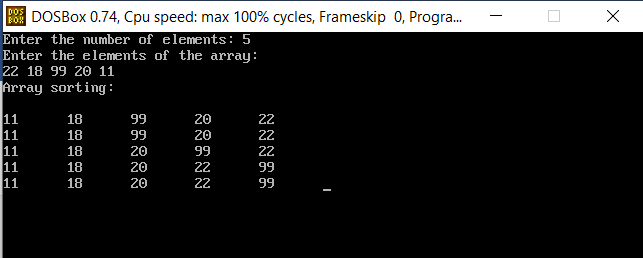 DOSBox 0.74, Cpu speed: max 100% cycles, Frameskip 0, Progra...
Enter the number of elements: 5
Enter the elements of the array:
22 18 99 20 11
Array sorting:
11 18 99 20 22
11 18 99 20 22
11 18 20 99 22
11 18 20 22 99
11 18 20 22 99 _